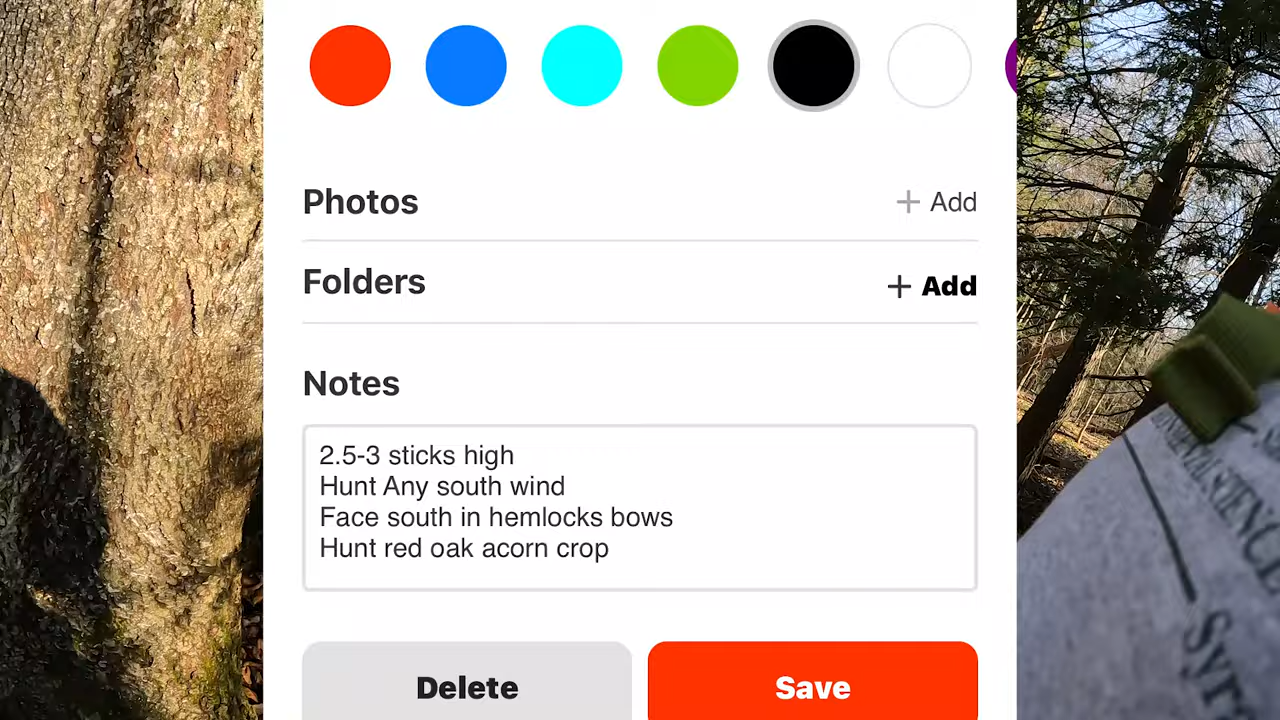 Photos
+ Add
Folders
+ Add
Notes
2.5-3 sticks high
Hunt Any south wind
Face south in hemlocks bows
Hunt red oak acorn crop
Delete
Save